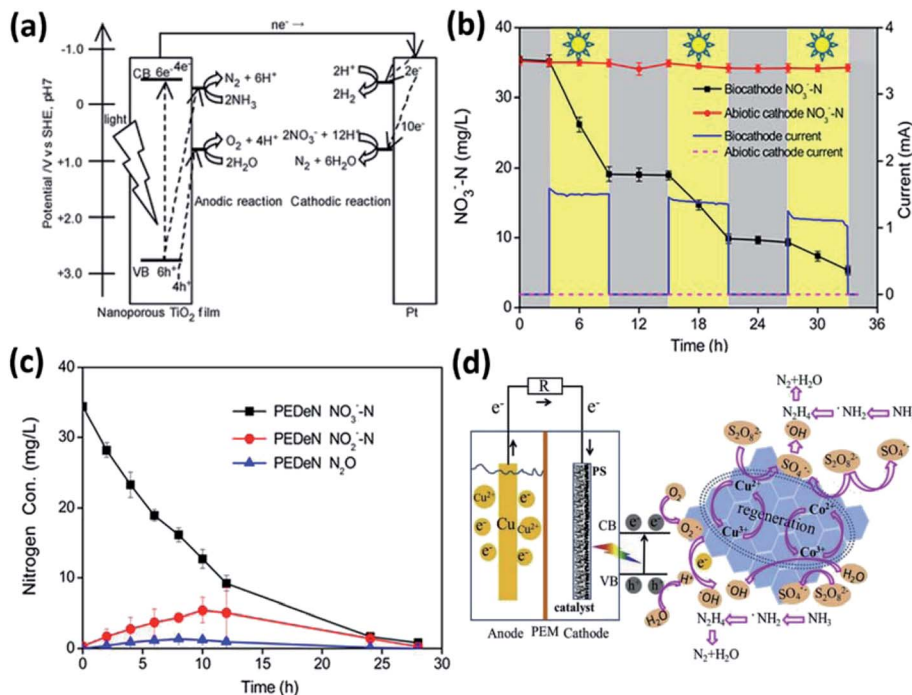 (a)
ne⁻ →
Potential /V vs SHE, pH7
-1.0
0
+1.0
+2.0
+3.0
light
CB 6e⁻ 4e⁻
VB 6h⁺
4h⁺
N₂ + 6H⁺
2NH₃
O₂ + 4H⁺
2H₂O
Anodic reaction
2H⁺
2H₂
2e⁻
10e⁻
2NO₃⁻ + 12H⁺
N₂ + 6H₂O
Cathodic reaction
Nanoporous TiO₂ film
Pt
(b)
NO₃⁻-N (mg/L)
40
30
20
10
0
Biocathode NO₃⁻-N
Abiotic cathode NO₃⁻-N
Biocathode current
Abiotic cathode current
4
3
2
1
0
Current (mA)
0 6 12 18 24 30 36
Time (h)
(c)
Nitrogen Con. (mg/L)
40
30
20
10
0
PEDeN NO₃⁻-N
PEDeN NO₂⁻-N
PEDeN N₂O
0 5 10 15 20 25 30
Time (h)
(d)
R
e⁻
e⁻
PS
Cu²⁺
Cu
Cu²⁺
e⁻
e⁻
e⁻
e⁻
catalyst
Anode PEM Cathode
CB
e⁻ e⁻
VB
h⁺ h⁺
O₂
O₂•⁻
e⁻
H⁺
H₂O
•OH
N₂+H₂O
N₂H₄ •NH₂ NH
•OH
S₂O₈²⁻
SO₄•⁻
S₂O₈²⁻
SO₄•⁻
Cu²⁺
Co²⁺
regeneration
Cu³⁺
Co³⁺
H₂O
•OH
SO₄•⁻
S₂O₈²⁻
N₂H₄ •NH₂ NH₃
N₂+H₂O